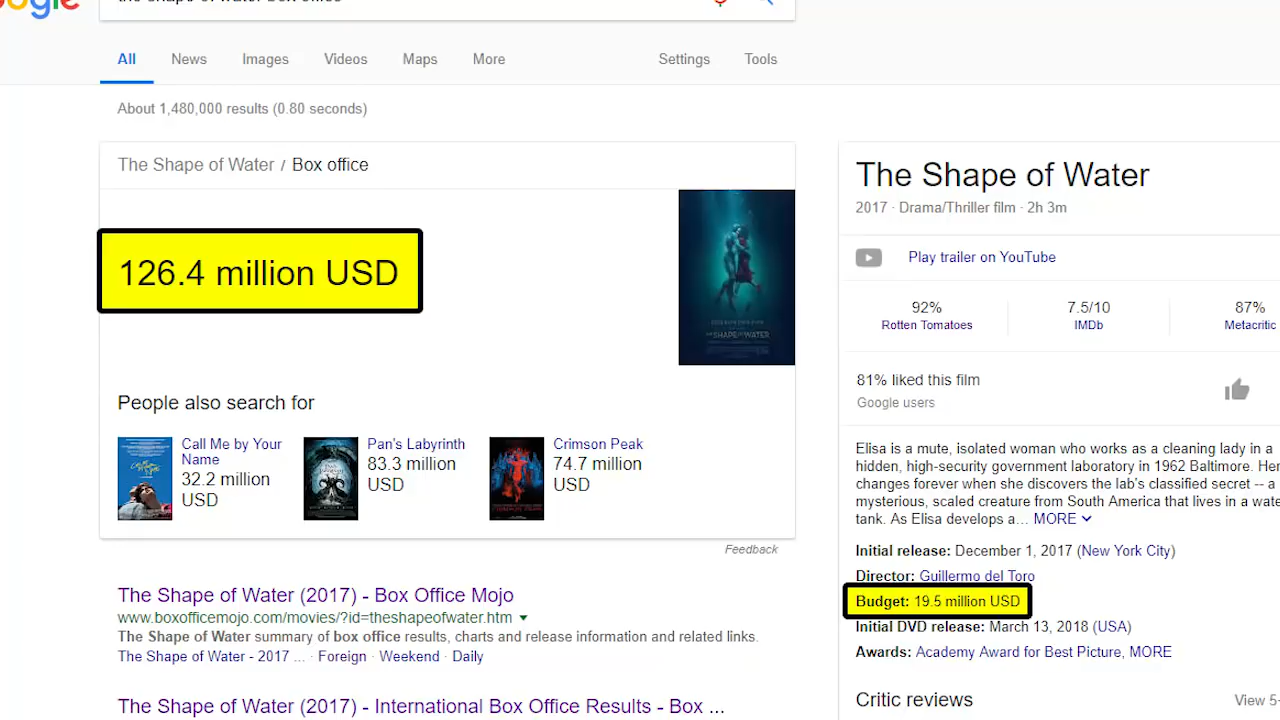 All News Images Videos Maps More Settings Tools
About 1,480,000 results (0.80 seconds)
The Shape of Water / Box office
126.4 million USD
THE SHAPE OF WATER
People also search for
Call Me by Your
Name
32.2 million
USD
Pan's Labyrinth
83.3 million
USD
Crimson Peak
74.7 million
USD
Feedback
The Shape of Water (2017) - Box Office Mojo
www.boxofficemojo.com/movies/?id=theshapeofwater.htm
The Shape of Water summary of box office results, charts and release information and related links.
The Shape of Water - 2017 ... · Foreign · Weekend · Daily
The Shape of Water (2017) - International Box Office Results - Box ...
The Shape of Water
2017 · Drama/Thriller film · 2h 3m
Play trailer on YouTube
92%
Rotten Tomatoes
7.5/10
IMDb
87%
Metacritic
81% liked this film
Google users
Elisa is a mute, isolated woman who works as a cleaning lady in a
hidden, high-security government laboratory in 1962 Baltimore. Her
changes forever when she discovers the lab's classified secret -- a
mysterious, scaled creature from South America that lives in a wate
tank. As Elisa develops a... MORE
Initial release: December 1, 2017 (New York City)
Director: Guillermo del Toro
Budget: 19.5 million USD
Initial DVD release: March 13, 2018 (USA)
Awards: Academy Award for Best Picture, MORE
Critic reviews
View 5+